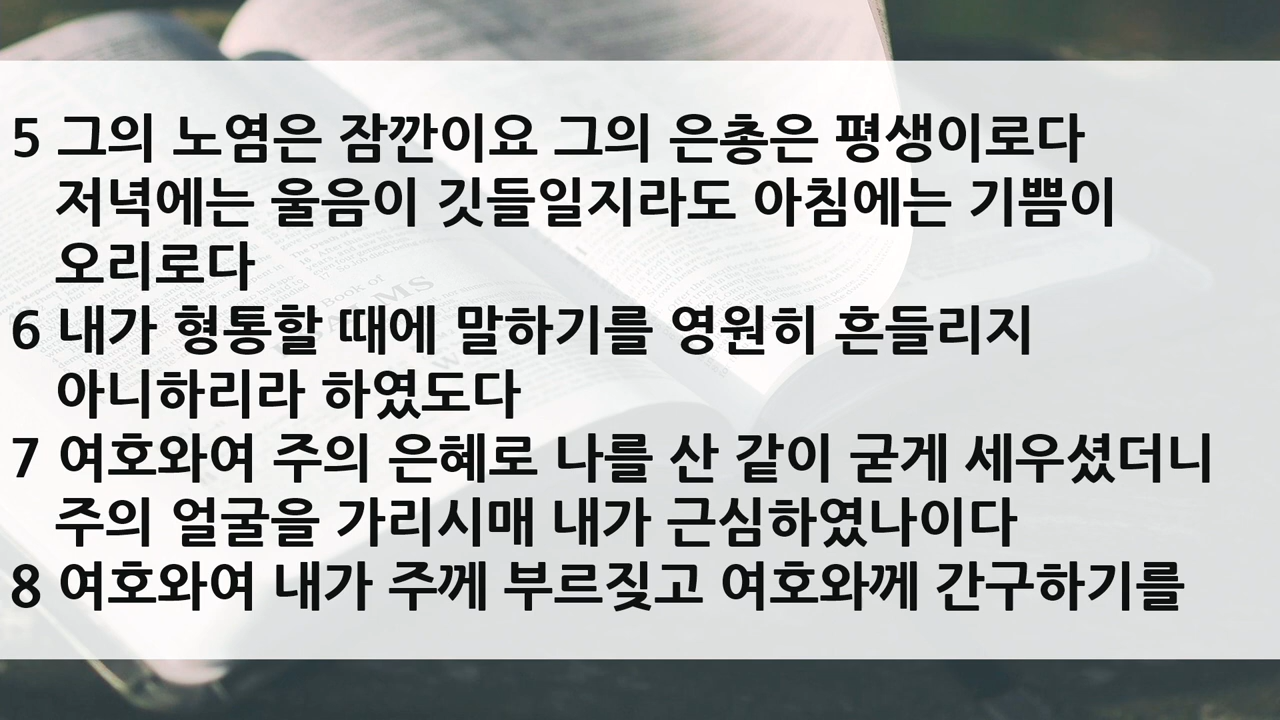 5 그의 노염은 잠깐이요 그의 은총은 평생이로다
저녁에는 울음이 깃들일지라도 아침에는 기쁨이
오리로다
6 내가 형통할 때에 말하기를 영원히 흔들리지
아니하리라 하였도다
7 여호와여 주의 은혜로 나를 산 같이 굳게 세우셨더니
주의 얼굴을 가리시매 내가 근심하였나이다
8 여호와여 내가 주께 부르짖고 여호와께 간구하기를
Book of